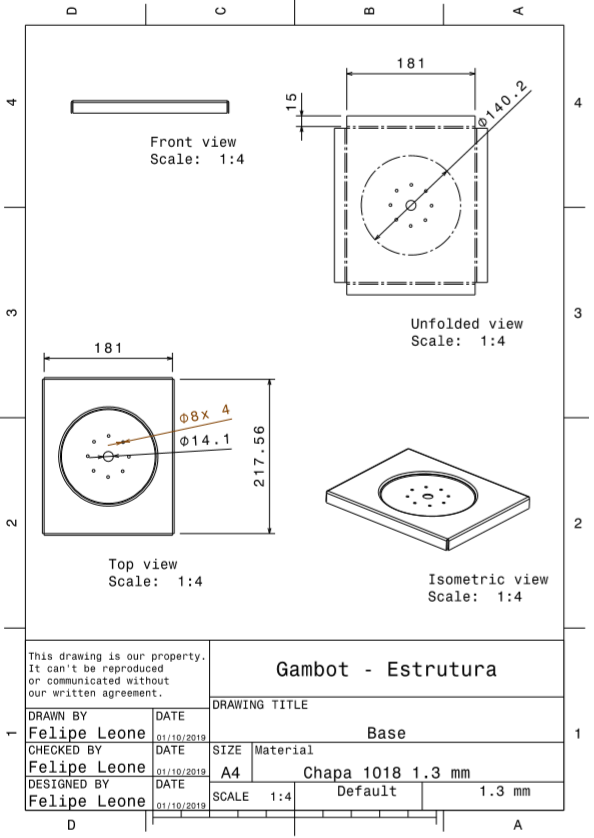 D C B A
4 4
181
15
Φ140.2
Front view
Scale: 1:4
3 3
Unfolded view
Scale: 1:4
181
Φ8x 4
Φ14.1
217.56
2 2
Top view
Scale: 1:4
Isometric view
Scale: 1:4
This drawing is our property.
It can't be reproduced
or communicated without
our written agreement.
Gambot - Estrutura
DRAWING TITLE
Base
1 1
DRAWN BY DATE
Felipe Leone 01/10/2019
CHECKED BY DATE
Felipe Leone 01/10/2019
SIZE Material
A4 Chapa 1018 1.3 mm
DESIGNED BY DATE
Felipe Leone 01/10/2019
SCALE 1:4 Default 1.3 mm
D A